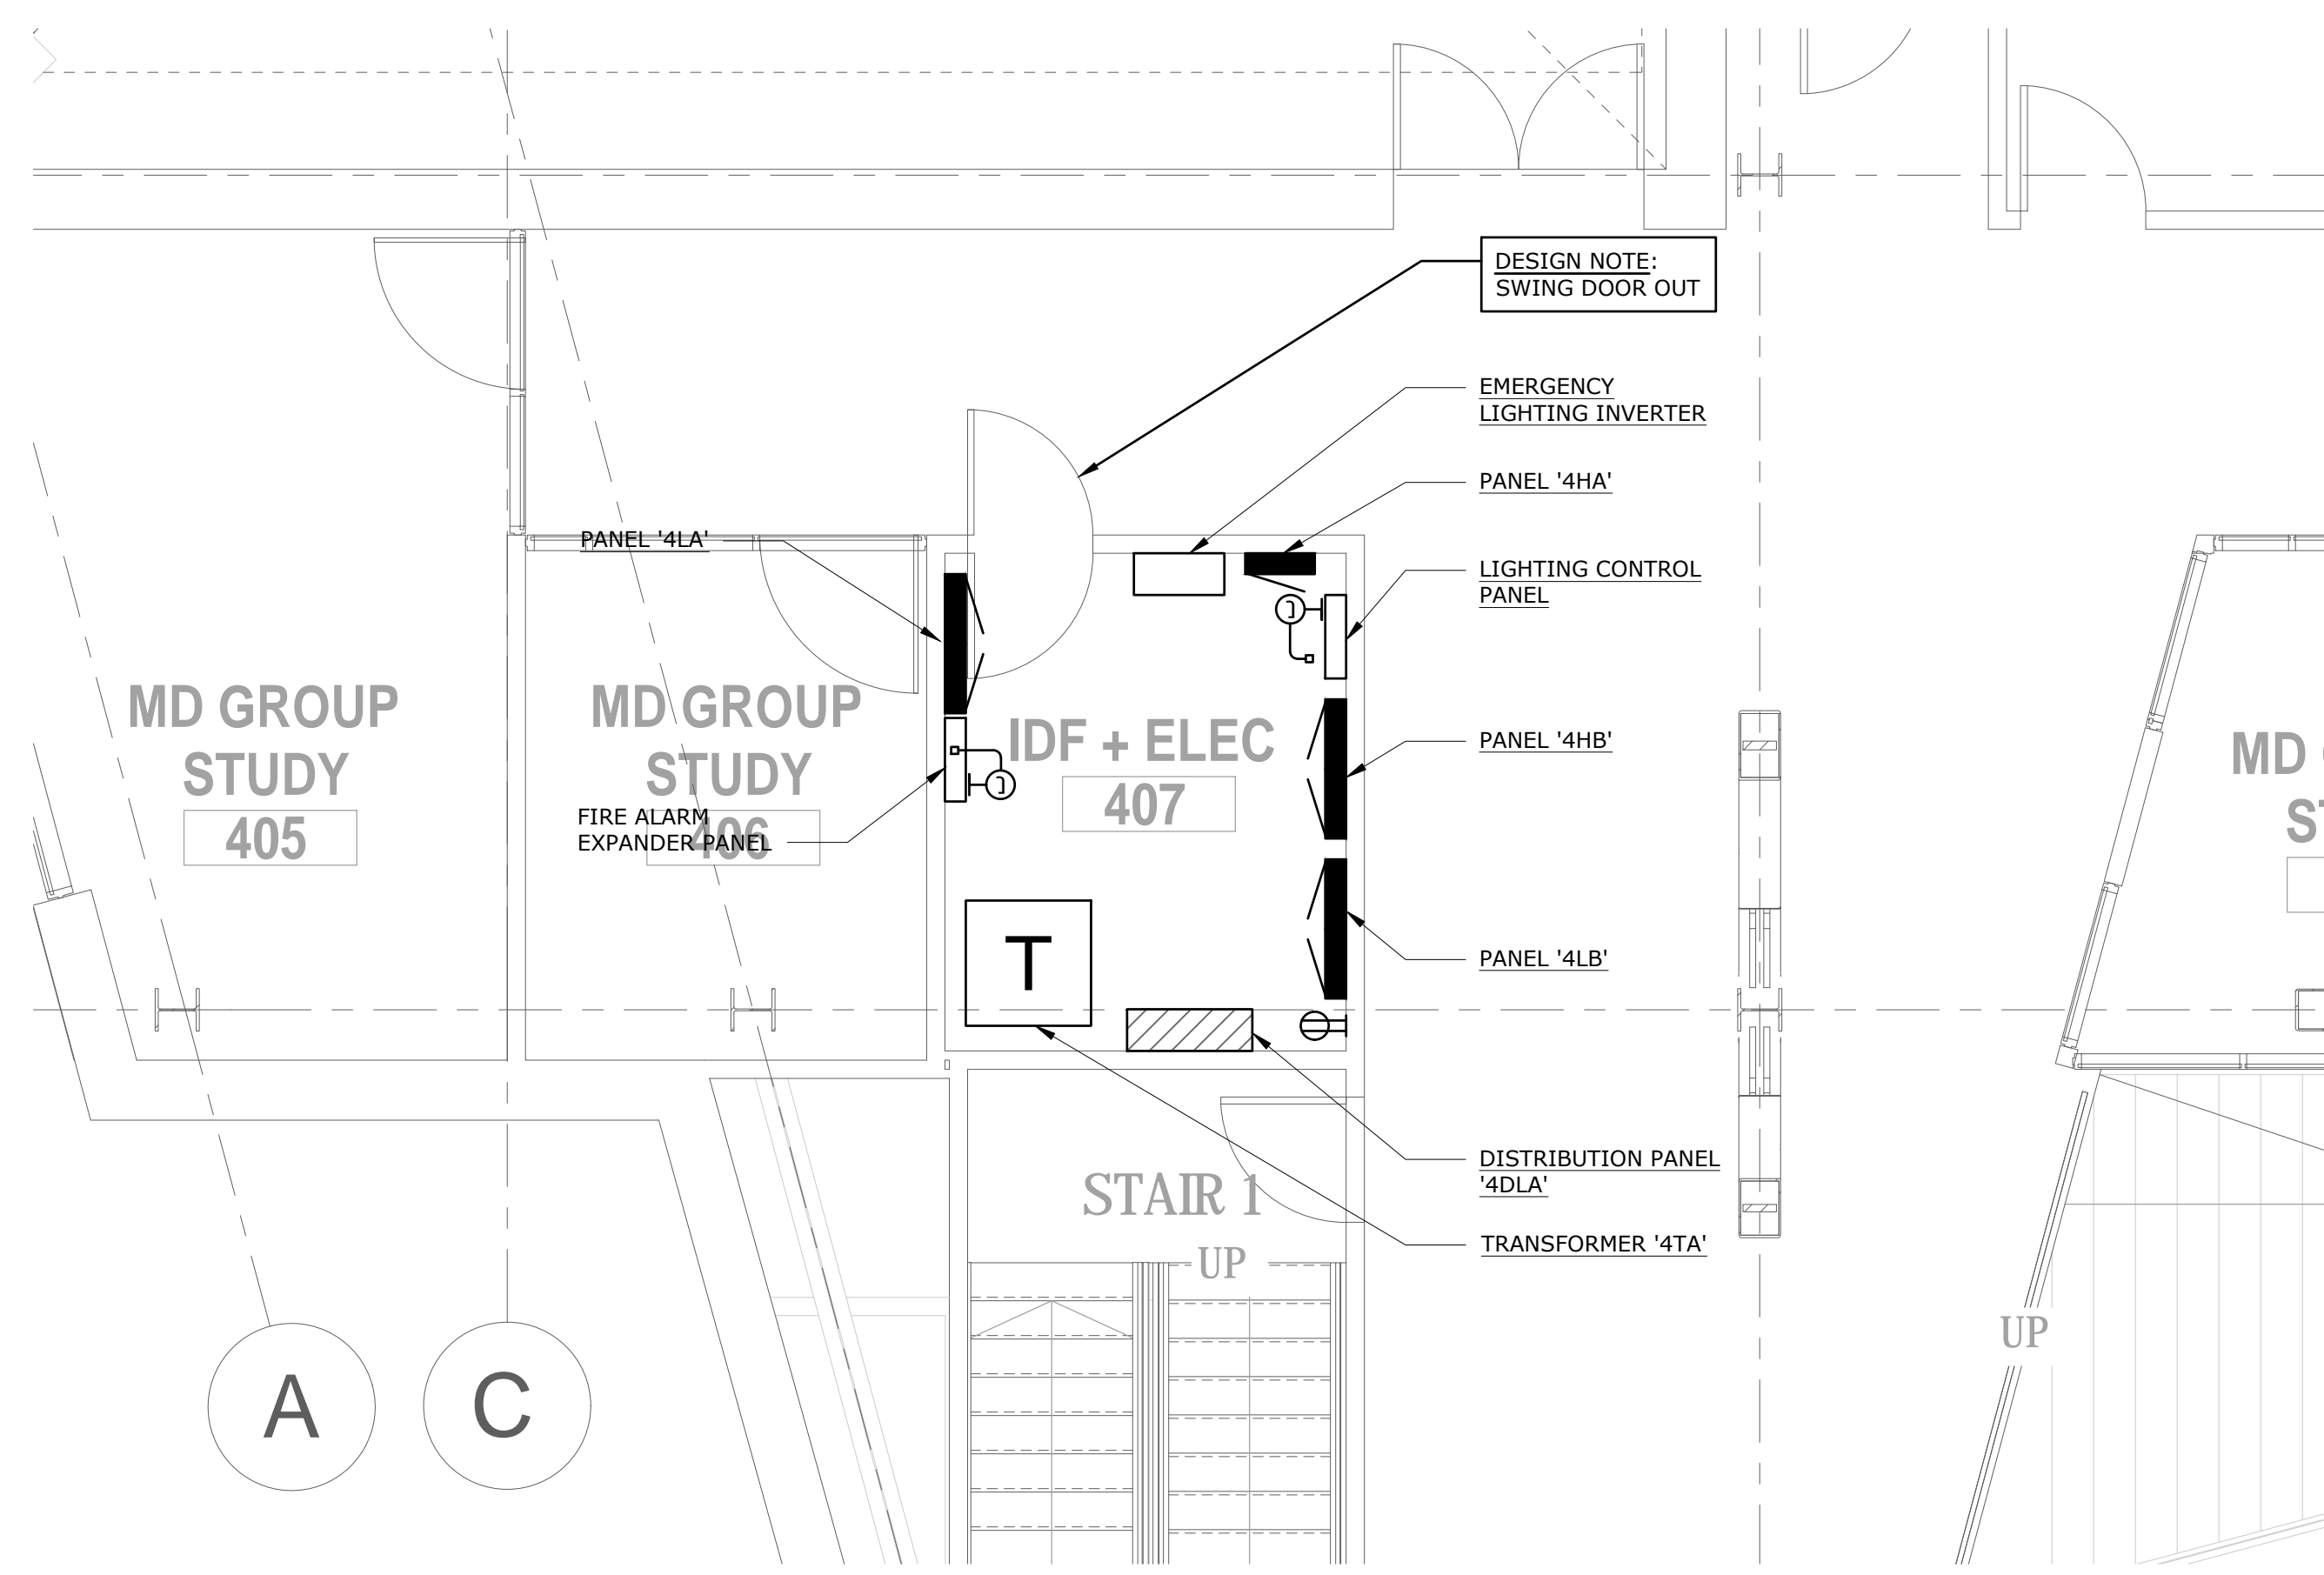 DESIGN NOTE:
SWING DOOR OUT
EMERGENCY
LIGHTING INVERTER
PANEL '4HA'
PANEL '4LA'
LIGHTING CONTROL
PANEL
MD GROUP
STUDY
405
MD GROUP
STUDY
406
IDF + ELEC
407
PANEL '4HB'
FIRE ALARM
EXPANDER PANEL
T
J
J
PANEL '4LB'
DISTRIBUTION PANEL
'4DLA'
STAIR 1
UP
TRANSFORMER '4TA'
UP
A
C
MD